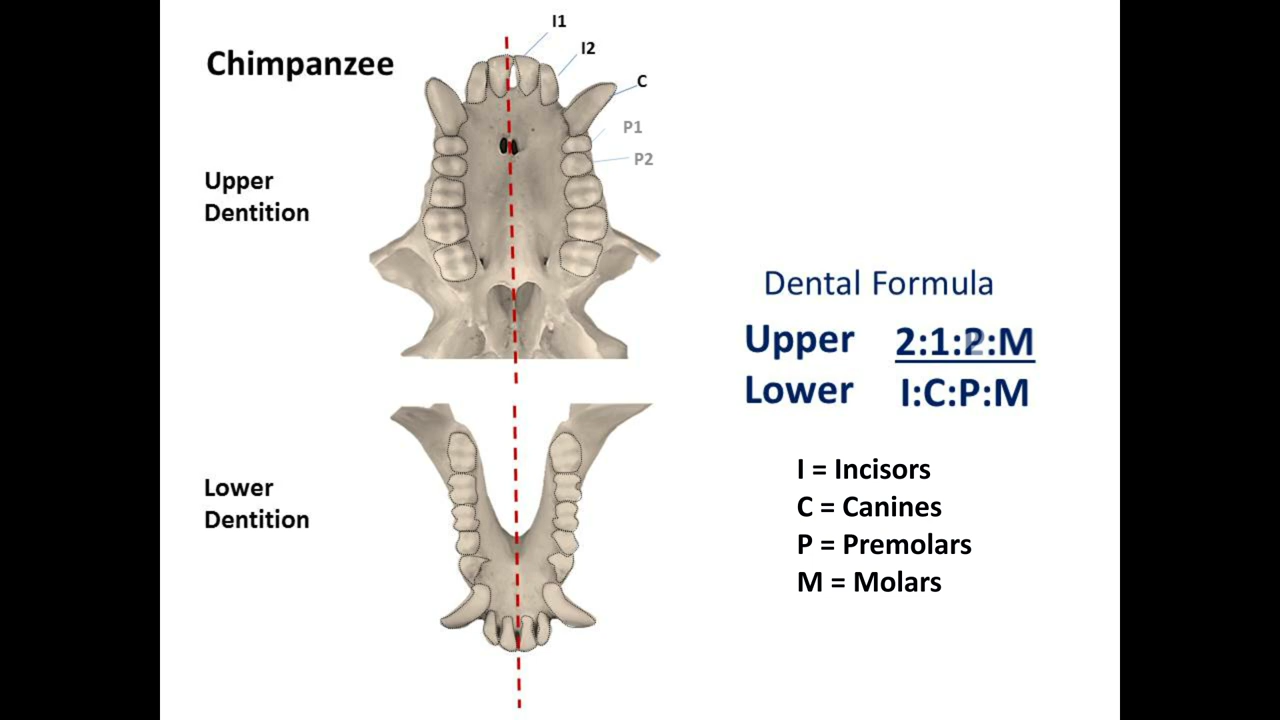 Chimpanzee
I1
I2
C
P1
P2
Upper
Dentition
Dental Formula
Upper 2:1:2:M
Lower I:C:P:M
Lower
Dentition
I = Incisors
C = Canines
P = Premolars
M = Molars